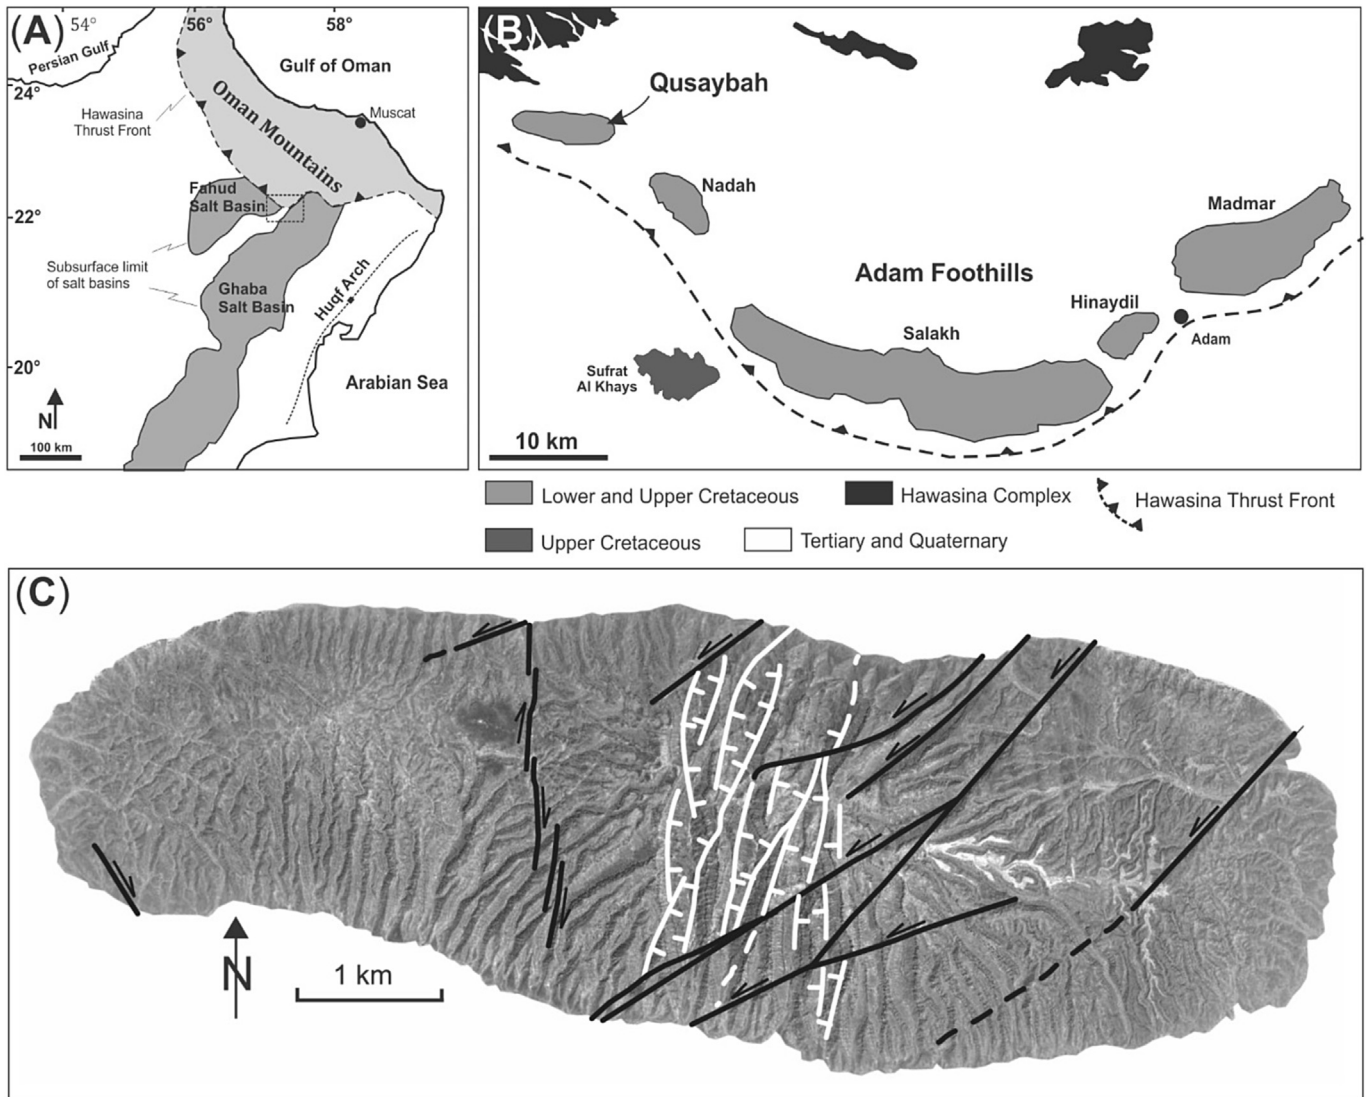 (A)
54°
56°
58°
Persian Gulf
24°
Gulf of Oman
Hawasina
Thrust Front
Oman Mountains
Muscat
Fahud
Salt Basin
22°
Subsurface limit
of salt basins
Ghaba
Salt Basin
Huqf Arch
20°
Arabian Sea
N
100 km
(B)
Qusaybah
Nadah
Madmar
Adam Foothills
Hinaydil
Salakh
Adam
Sufrat
Al Khays
10 km
Lower and Upper Cretaceous
Hawasina Complex
Hawasina Thrust Front
Upper Cretaceous
Tertiary and Quaternary
(C)
N
1 km